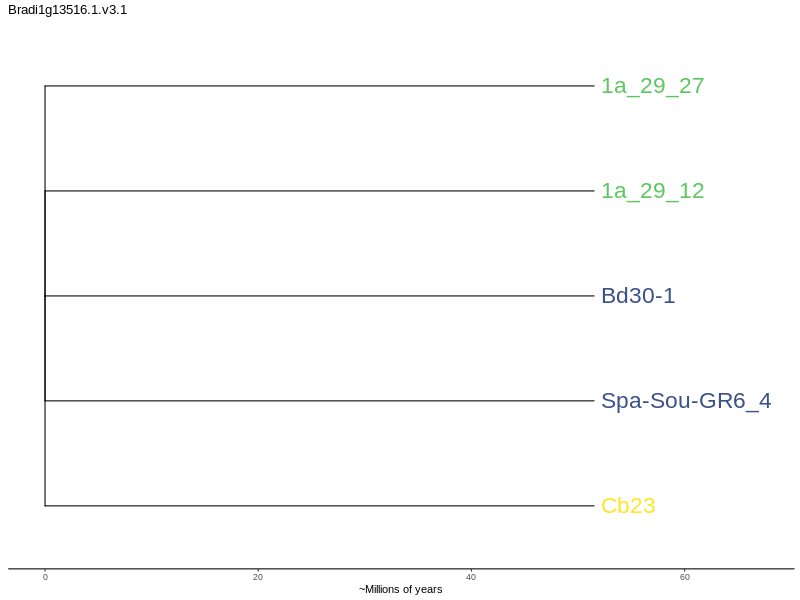 Bradi1g13516.1.v3.1
1a_29_27
1a_29_12
Bd30-1
Spa-Sou-GR6_4
Cb23
0 20 40 60
~Millions of years